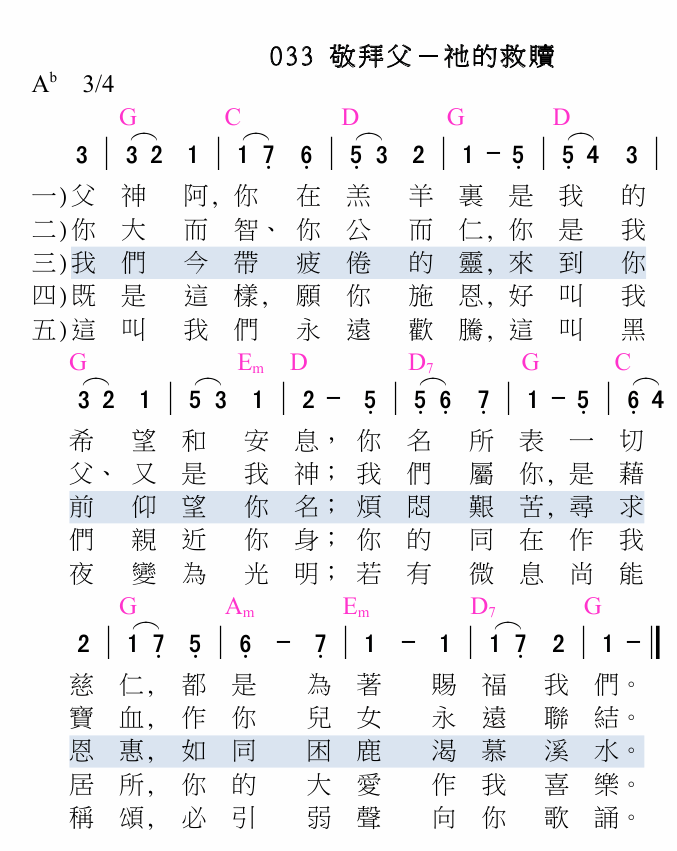 033 敬拜父－祂的救贖
Ab 3/4
G C D G D
3 | 3 2 1 | 1 7 6 | 5 3 2 | 1 - 5 | 5 4 3 |
一)父神阿,你在羔羊裏是我的
二)你大而智、你公而仁,你是我
三)我們今帶疲倦的靈,來到你
四)既是這樣,願你施恩,好叫我
五)這叫我們永遠歡騰,這叫黑
G Em D D7 G C
3 2 1 | 5 3 1 | 2 - 5 | 5 6 7 | 1 - 5 | 6 4
希望和安息，你名所表一切
父、又是我神；我們屬你,是藉
前仰望你名；煩悶艱苦,尋求
們親近你身；你的同在作我
夜變為光明；若有微息尚能
G Am Em D7 G
2 | 1 7 5 | 6 - 7 | 1 - 1 | 1 7 2 | 1 - ‖
慈仁,都是為著賜福我們。
寶血,作你兒女永遠聯結。
恩惠,如同困鹿渴慕溪水。
居所,你的大愛作我喜樂。
稱頌,必引弱聲向你歌誦。